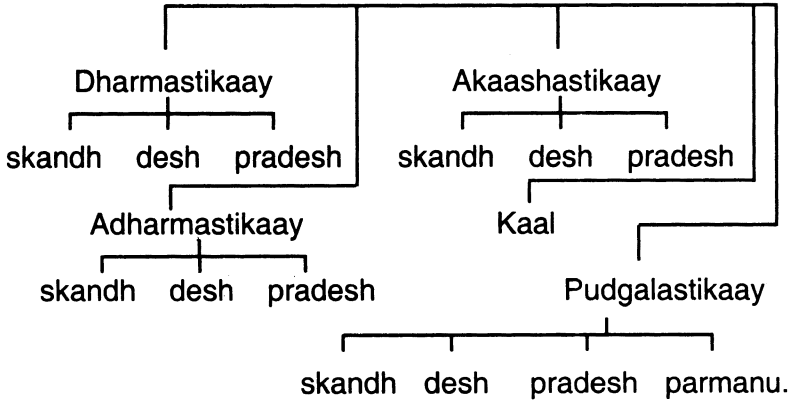 Dharmastikaay Akaashastikaay
skandh desh pradesh skandh desh pradesh
Adharmastikaay Kaal
skandh desh pradesh Pudgalastikaay
skandh desh pradesh parmanu.